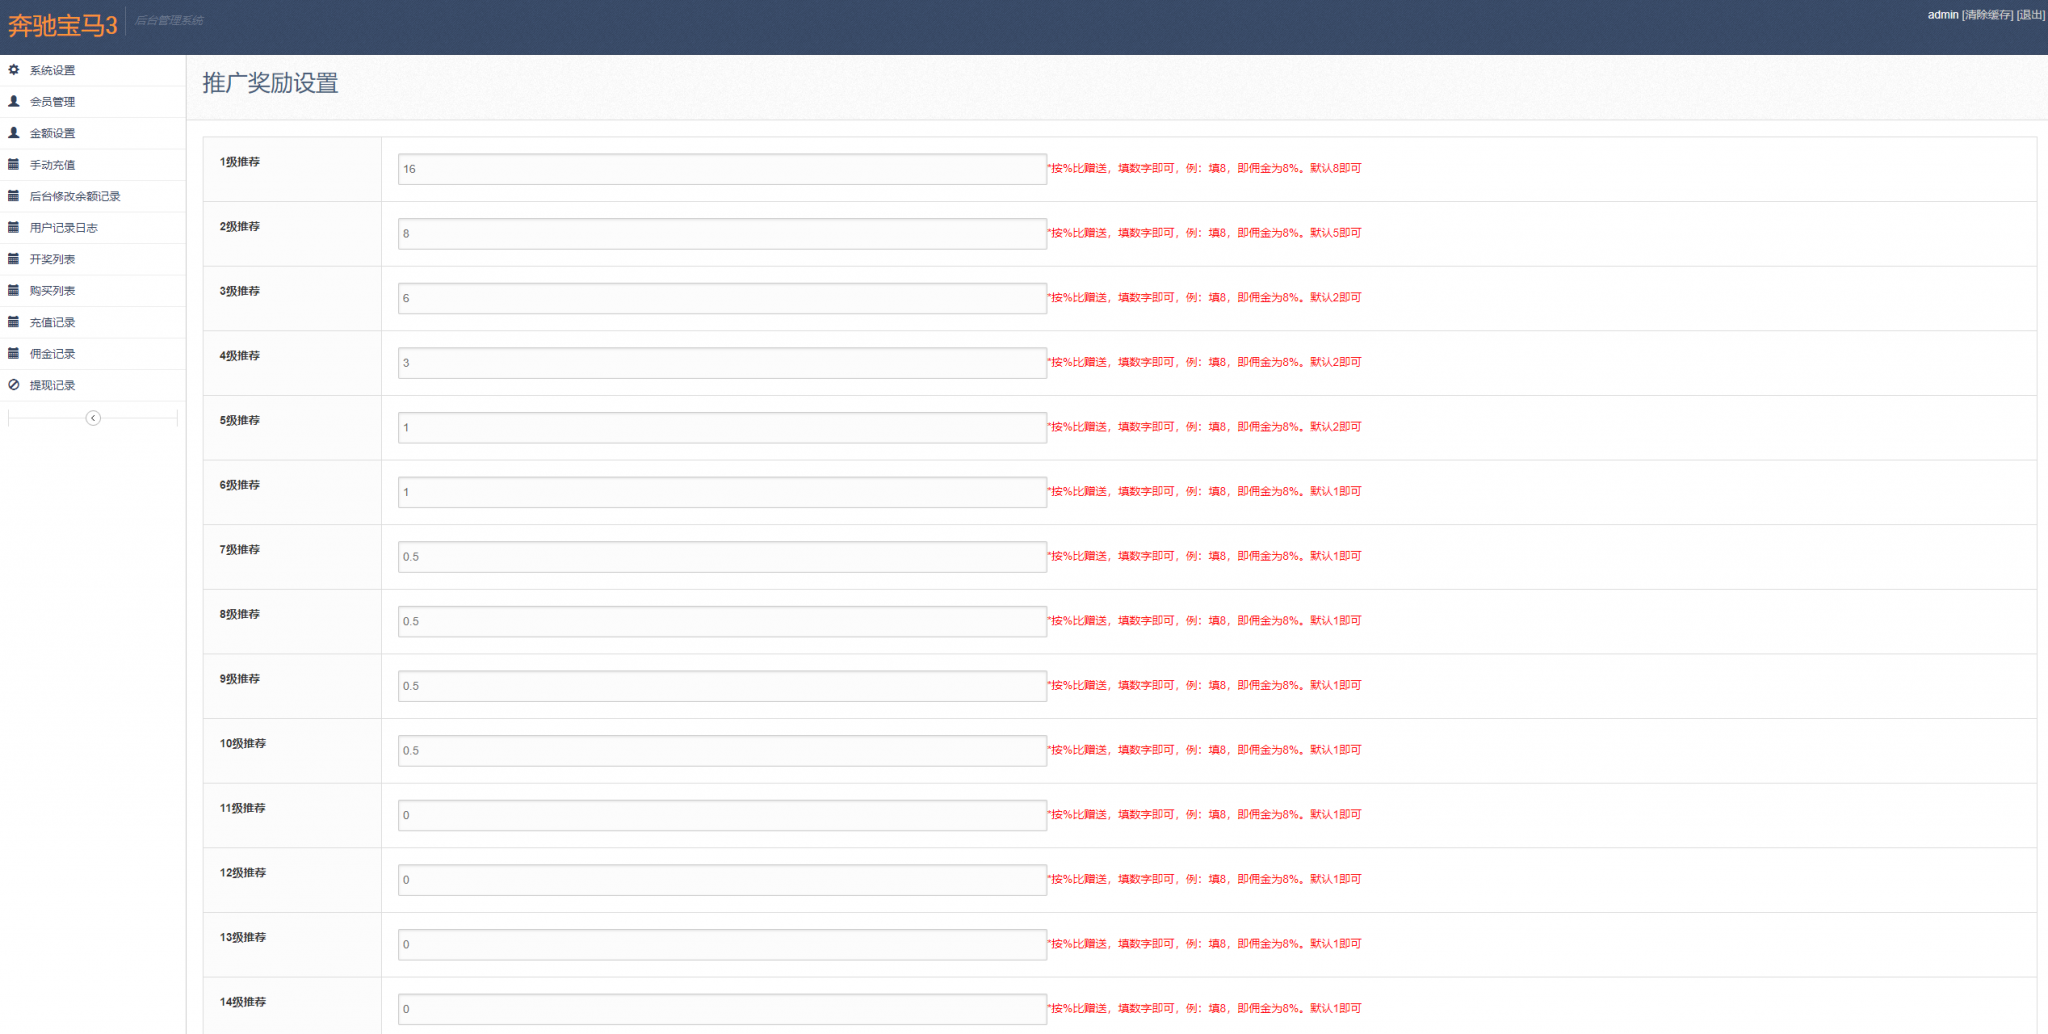 奔驰宝马3
后台管理系统
admin [清除缓存] [退出]
系统设置
会员管理
金额设置
手动充值
后台修改余额记录
用户记录日志
开奖列表
购买列表
充值记录
佣金记录
提现记录
推广奖励设置
1级推荐 16 *按%比赠送，填数字即可，例：填8，即佣金为8%。默认8即可
2级推荐 8 *按%比赠送，填数字即可，例：填8，即佣金为8%。默认5即可
3级推荐 6 *按%比赠送，填数字即可，例：填8，即佣金为8%。默认2即可
4级推荐 3 *按%比赠送，填数字即可，例：填8，即佣金为8%。默认2即可
5级推荐 1 *按%比赠送，填数字即可，例：填8，即佣金为8%。默认2即可
6级推荐 1 *按%比赠送，填数字即可，例：填8，即佣金为8%。默认1即可
7级推荐 0.5 *按%比赠送，填数字即可，例：填8，即佣金为8%。默认1即可
8级推荐 0.5 *按%比赠送，填数字即可，例：填8，即佣金为8%。默认1即可
9级推荐 0.5 *按%比赠送，填数字即可，例：填8，即佣金为8%。默认1即可
10级推荐 0.5 *按%比赠送，填数字即可，例：填8，即佣金为8%。默认1即可
11级推荐 0 *按%比赠送，填数字即可，例：填8，即佣金为8%。默认1即可
12级推荐 0 *按%比赠送，填数字即可，例：填8，即佣金为8%。默认1即可
13级推荐 0 *按%比赠送，填数字即可，例：填8，即佣金为8%。默认1即可
14级推荐 0 *按%比赠送，填数字即可，例：填8，即佣金为8%。默认1即可